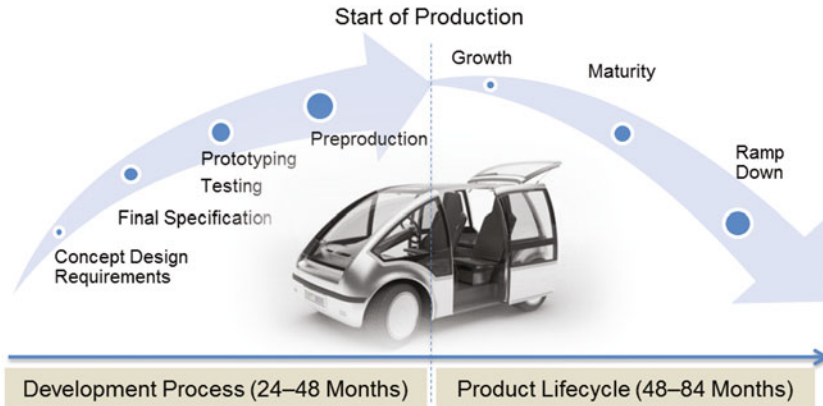 Start of Production
Growth
Maturity
Ramp
Down
Preproduction
Prototyping
Testing
Final Specification
Concept Design
Requirements
Development Process (24–48 Months)
Product Lifecycle (48–84 Months)